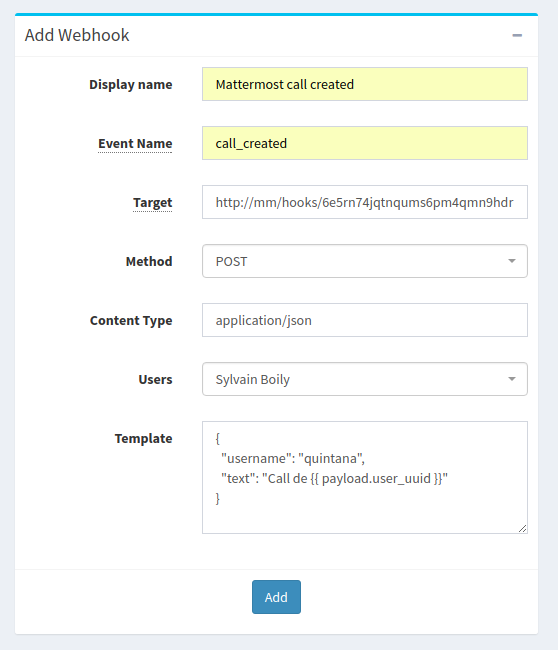 Add Webhook
Display name Mattermost call created
Event Name call_created
Target http://mm/hooks/6e5rn74jqtnqums6pm4qmn9hdr
Method POST
Content Type application/json
Users Sylvain Boily
Template {
"username": "quintana",
"text": "Call de {{ payload.user_uuid }}"
}
Add